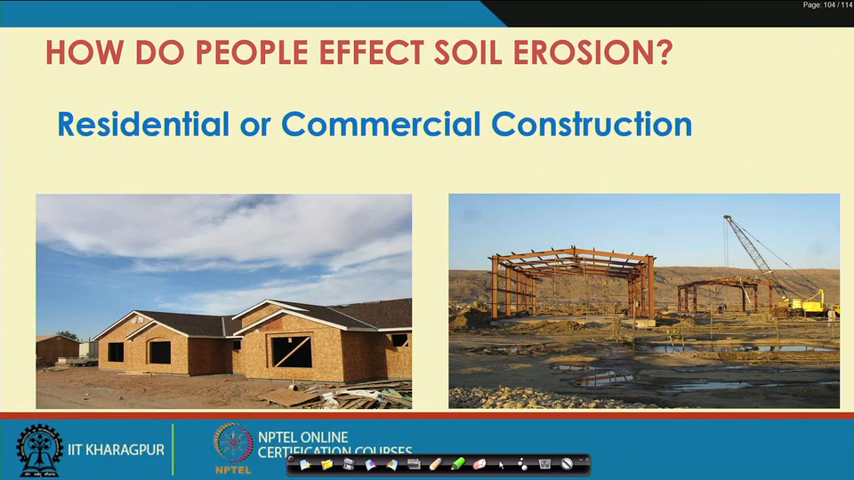 Page: 104 / 114
HOW DO PEOPLE EFFECT SOIL EROSION?
Residential or Commercial Construction
IIT KHARAGPUR
NPTEL
NPTEL ONLINE
CERTIFICATION COURSES